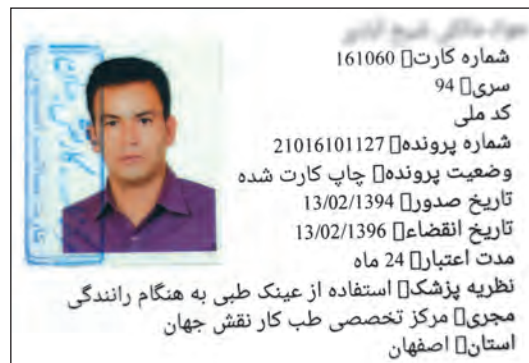 شماره کارت▯ 161060
سری▯ 94
کد ملی
شماره پرونده▯ 21016101127
وضعیت پرونده▯ چاپ کارت شده
تاریخ صدور▯ 13/02/1394
تاریخ انقضاء▯ 13/02/1396
مدت اعتبار▯ 24 ماه
نظریه پزشک▯ استفاده از عینک طبی به هنگام رانندگی
مجری▯ مرکز تخصصی طب کار نقش جهان
استان▯ اصفهان